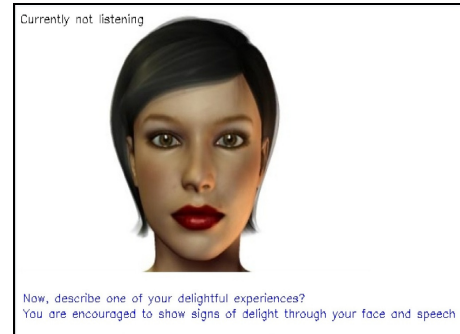 Currently not listening
Now, describe one of your delightful experiences?
You are encouraged to show signs of delight through your face and speech